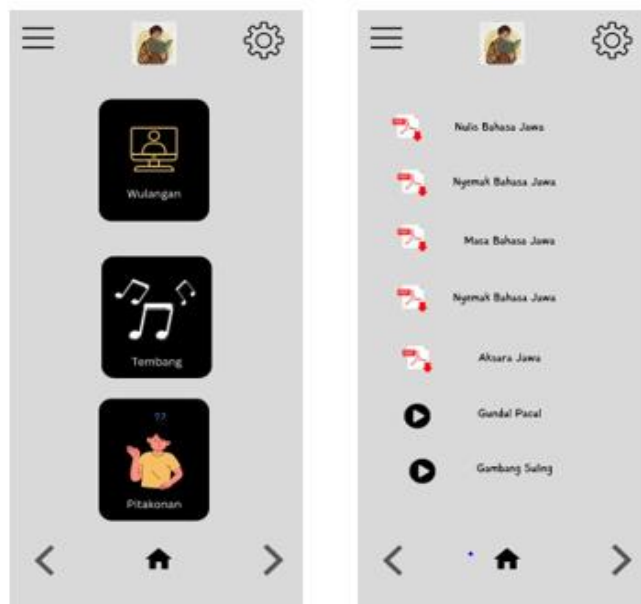 Wulangan
Tembang
??
Pitakonan
Nulis Bahasa Jawa
Nyemak Bahasa Jawa
Masa Bahasa Jawa
Nyemak Bahasa Jawa
Aksara Jawa
Gundul Pacul
Gambang Suling